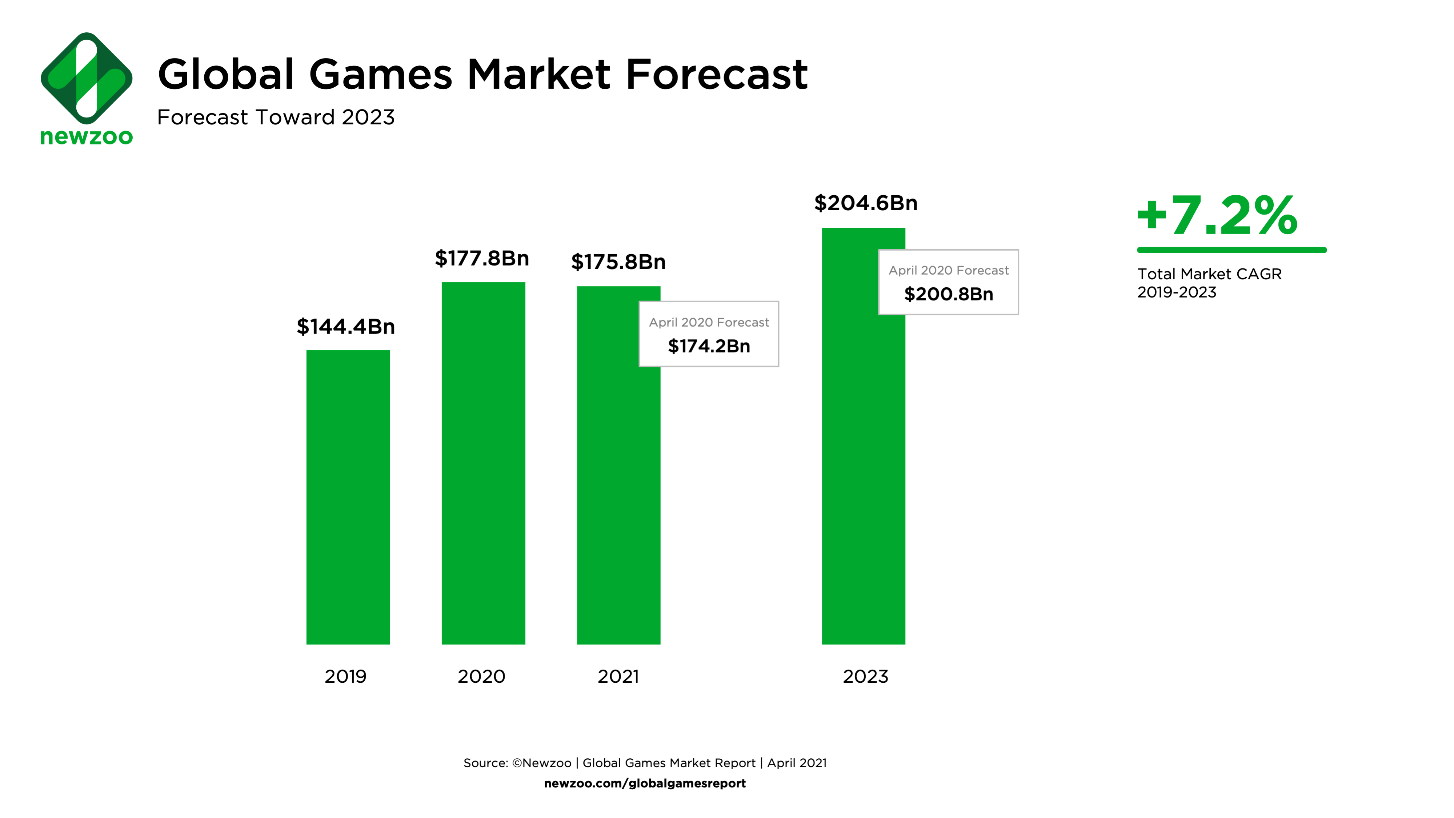 newzoo
Global Games Market Forecast
Forecast Toward 2023
$144.4Bn
$177.8Bn
$175.8Bn
April 2020 Forecast
$174.2Bn
$204.6Bn
April 2020 Forecast
$200.8Bn
+7.2%
Total Market CAGR
2019-2023
2019
2020
2021
2023
Source: ©Newzoo | Global Games Market Report | April 2021
newzoo.com/globalgamesreport